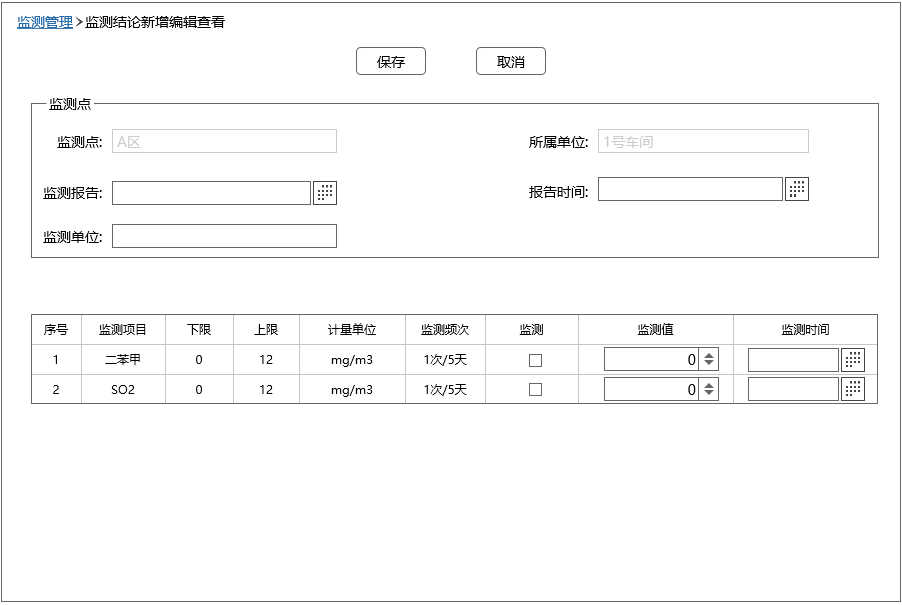 监测管理>监测结论新增编辑查看
保存 取消
监测点
监测点: A区 所属单位: 1号车间
监测报告: 报告时间:
监测单位:
序号 监测项目 下限 上限 计量单位 监测频次 监测 监测值 监测时间
1 二苯甲 0 12 mg/m3 1次/5天 0
2 SO2 0 12 mg/m3 1次/5天 0